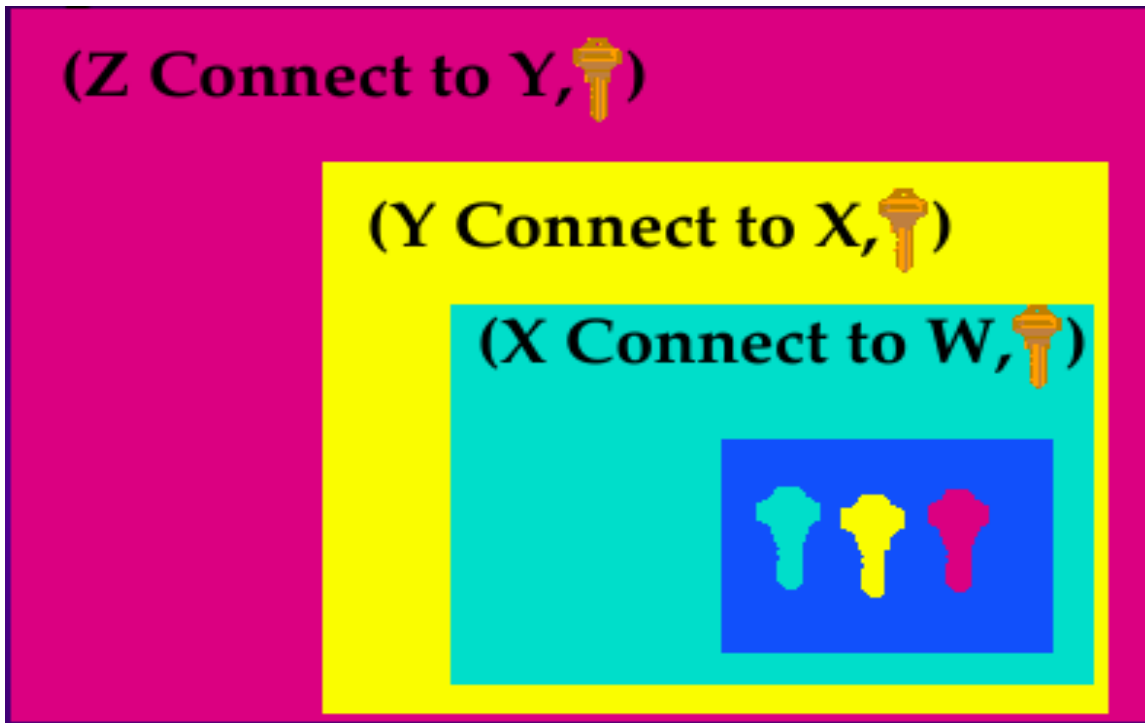 (Z Connect to Y, )
(Y Connect to X, )
(X Connect to W, )